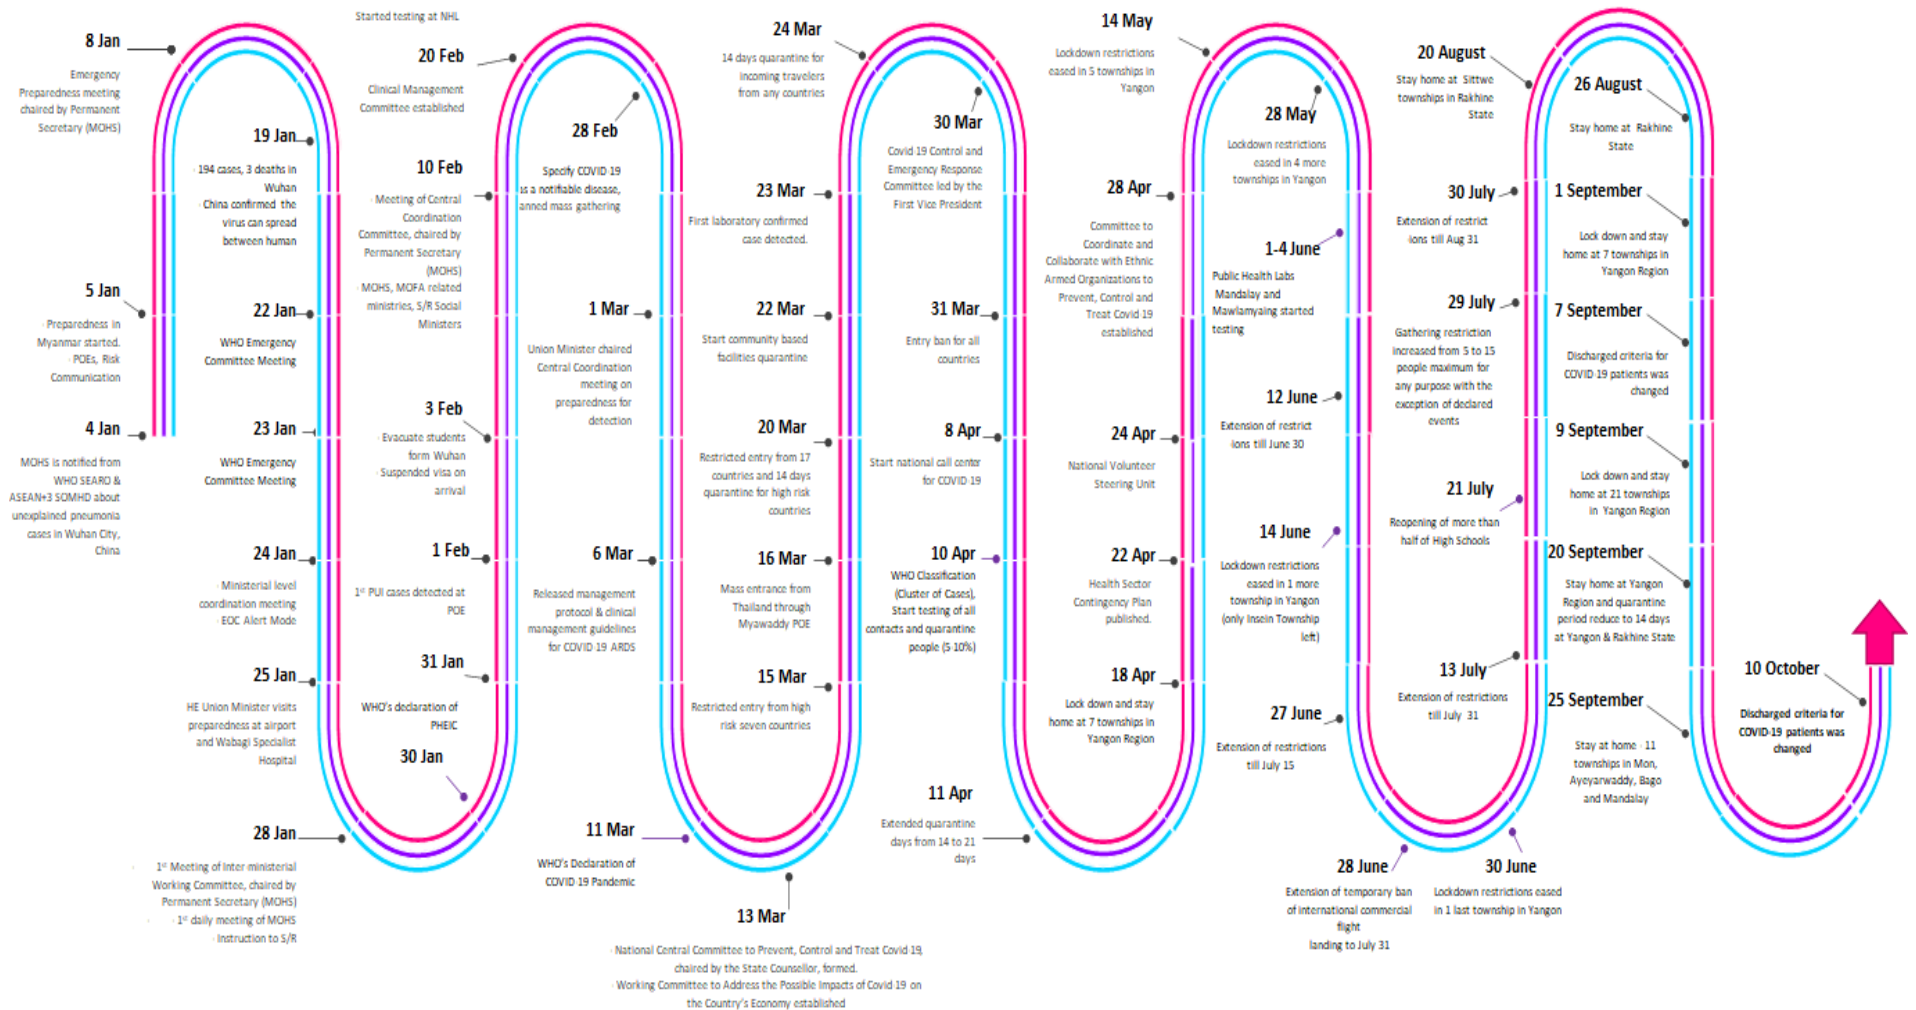 8 Jan
Emergency
Preparedness meeting
chaired by Permanent
Secretary (MOHS)
5 Jan
· Preparedness in
Myanmar started.
· POEs, Risk
Communication
4 Jan
MOHS is notified from
WHO SEARO &
ASEAN+3 SOMHD about
unexplained pneumonia
cases in Wuhan City,
China
19 Jan
· 194 cases, 3 deaths in
Wuhan
· China confirmed the
virus can spread
between human
22 Jan
WHO Emergency
Committee Meeting
23 Jan
WHO Emergency
Committee Meeting
24 Jan
· Ministerial level
coordination meeting
· EOC Alert Mode
25 Jan
HE Union Minister visits
preparedness at airport
and Wabagi Specialist
Hospital
28 Jan
· 1st Meeting of Inter ministerial
Working Committee, chaired by
Permanent Secretary (MOHS)
· 1st daily meeting of MOHS
· Instruction to S/R
Started testing at NHL
20 Feb
Clinical Management
Committee established
10 Feb
· Meeting of Central
Coordination
Committee, chaired by
Permanent Secretary
(MOHS)
· MOHS, MOFA related
ministries, S/R Social
Ministers
3 Feb
· Evacuate students
form Wuhan
· Suspended visa on
arrival
1 Feb
1st PUI cases detected at
POE
31 Jan
WHO's declaration of
PHEIC
30 Jan
28 Feb
Specify COVID 19
is a notifiable disease,
anned mass gathering
1 Mar
Union Minister chaired
Central Coordination
meeting on
preparedness for
detection
6 Mar
Released management
protocol & clinical
management guidelines
for COVID 19 ARDS
11 Mar
WHO's Declaration of
COVID 19 Pandemic
13 Mar
· National Central Committee to Prevent, Control and Treat Covid 19,
chaired by the State Counsellor, formed.
· Working Committee to Address the Possible Impacts of Covid 19 on
the Country's Economy established
24 Mar
14 days quarantine for
incoming travelers
from any countries
23 Mar
First laboratory confirmed
case detected.
22 Mar
Start community based
facilities quarantine
20 Mar
Restricted entry from 17
countries and 14 days
quarantine for high risk
countries
16 Mar
Mass entrance from
Thailand through
Myawaddy POE
15 Mar
Restricted entry from high
risk seven countries
30 Mar
Covid 19 Control and
Emergency Response
Committee led by the
First Vice President
31 Mar
Entry ban for all
countries
8 Apr
Start national call center
for COVID 19
10 Apr
WHO Classification
(Cluster of Cases),
Start testing of all
contacts and quarantine
people (5 10%)
11 Apr
Extended quarantine
days from 14 to 21
days
14 May
Lockdown restrictions
eased in 5 townships in
Yangon
28 Apr
Committee to
Coordinate and
Collaborate with Ethnic
Armed Organizations to
Prevent, Control and
Treat Covid 19
established
24 Apr
National Volunteer
Steering Unit
22 Apr
Health Sector
Contingency Plan
published.
18 Apr
Lock down and stay
home at 7 townships in
Yangon Region
28 May
Lockdown restrictions
eased in 4 more
townships in Yangon
1-4 June
Public Health Labs
Mandalay and
Mawlamyaing started
testing
12 June
Extension of restrict
ions till June 30
14 June
Lockdown restrictions
eased in 1 more
township in Yangon
(only Insein Township
left)
27 June
Extension of restrictions
till July 15
28 June
Extension of temporary ban
of international commercial
flight
landing to July 31
30 June
Lockdown restrictions eased
in 1 last township in Yangon
20 August
Stay home at Sittwe
townships in Rakhine
State
30 July
Extension of restrict
ions till Aug 31
29 July
Gathering restriction
increased from 5 to 15
people maximum for
any purpose with the
exception of declared
events
21 July
Reopening of more than
half of High Schools
13 July
Extension of restrictions
till July 31
26 August
Stay home at Rakhine
State
1 September
Lock down and stay
home at 7 townships in
Yangon Region
7 September
Discharged criteria for
COVID 19 patients was
changed
9 September
Lock down and stay
home at 21 townships
in Yangon Region
20 September
Stay home at Yangon
Region and quarantine
period reduce to 14 days
at Yangon & Rakhine State
25 September
Stay at home · 11
townships in Mon,
Ayeyarwaddy, Bago
and Mandalay
10 October
Discharged criteria for
COVID-19 patients was
changed